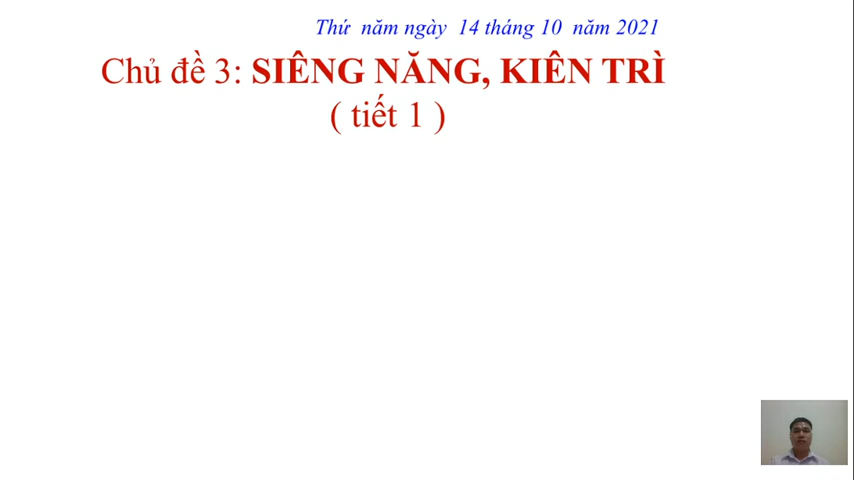 Thứ năm ngày 14 tháng 10 năm 2021
Chủ đề 3: SIÊNG NĂNG, KIÊN TRÌ
( tiết 1 )